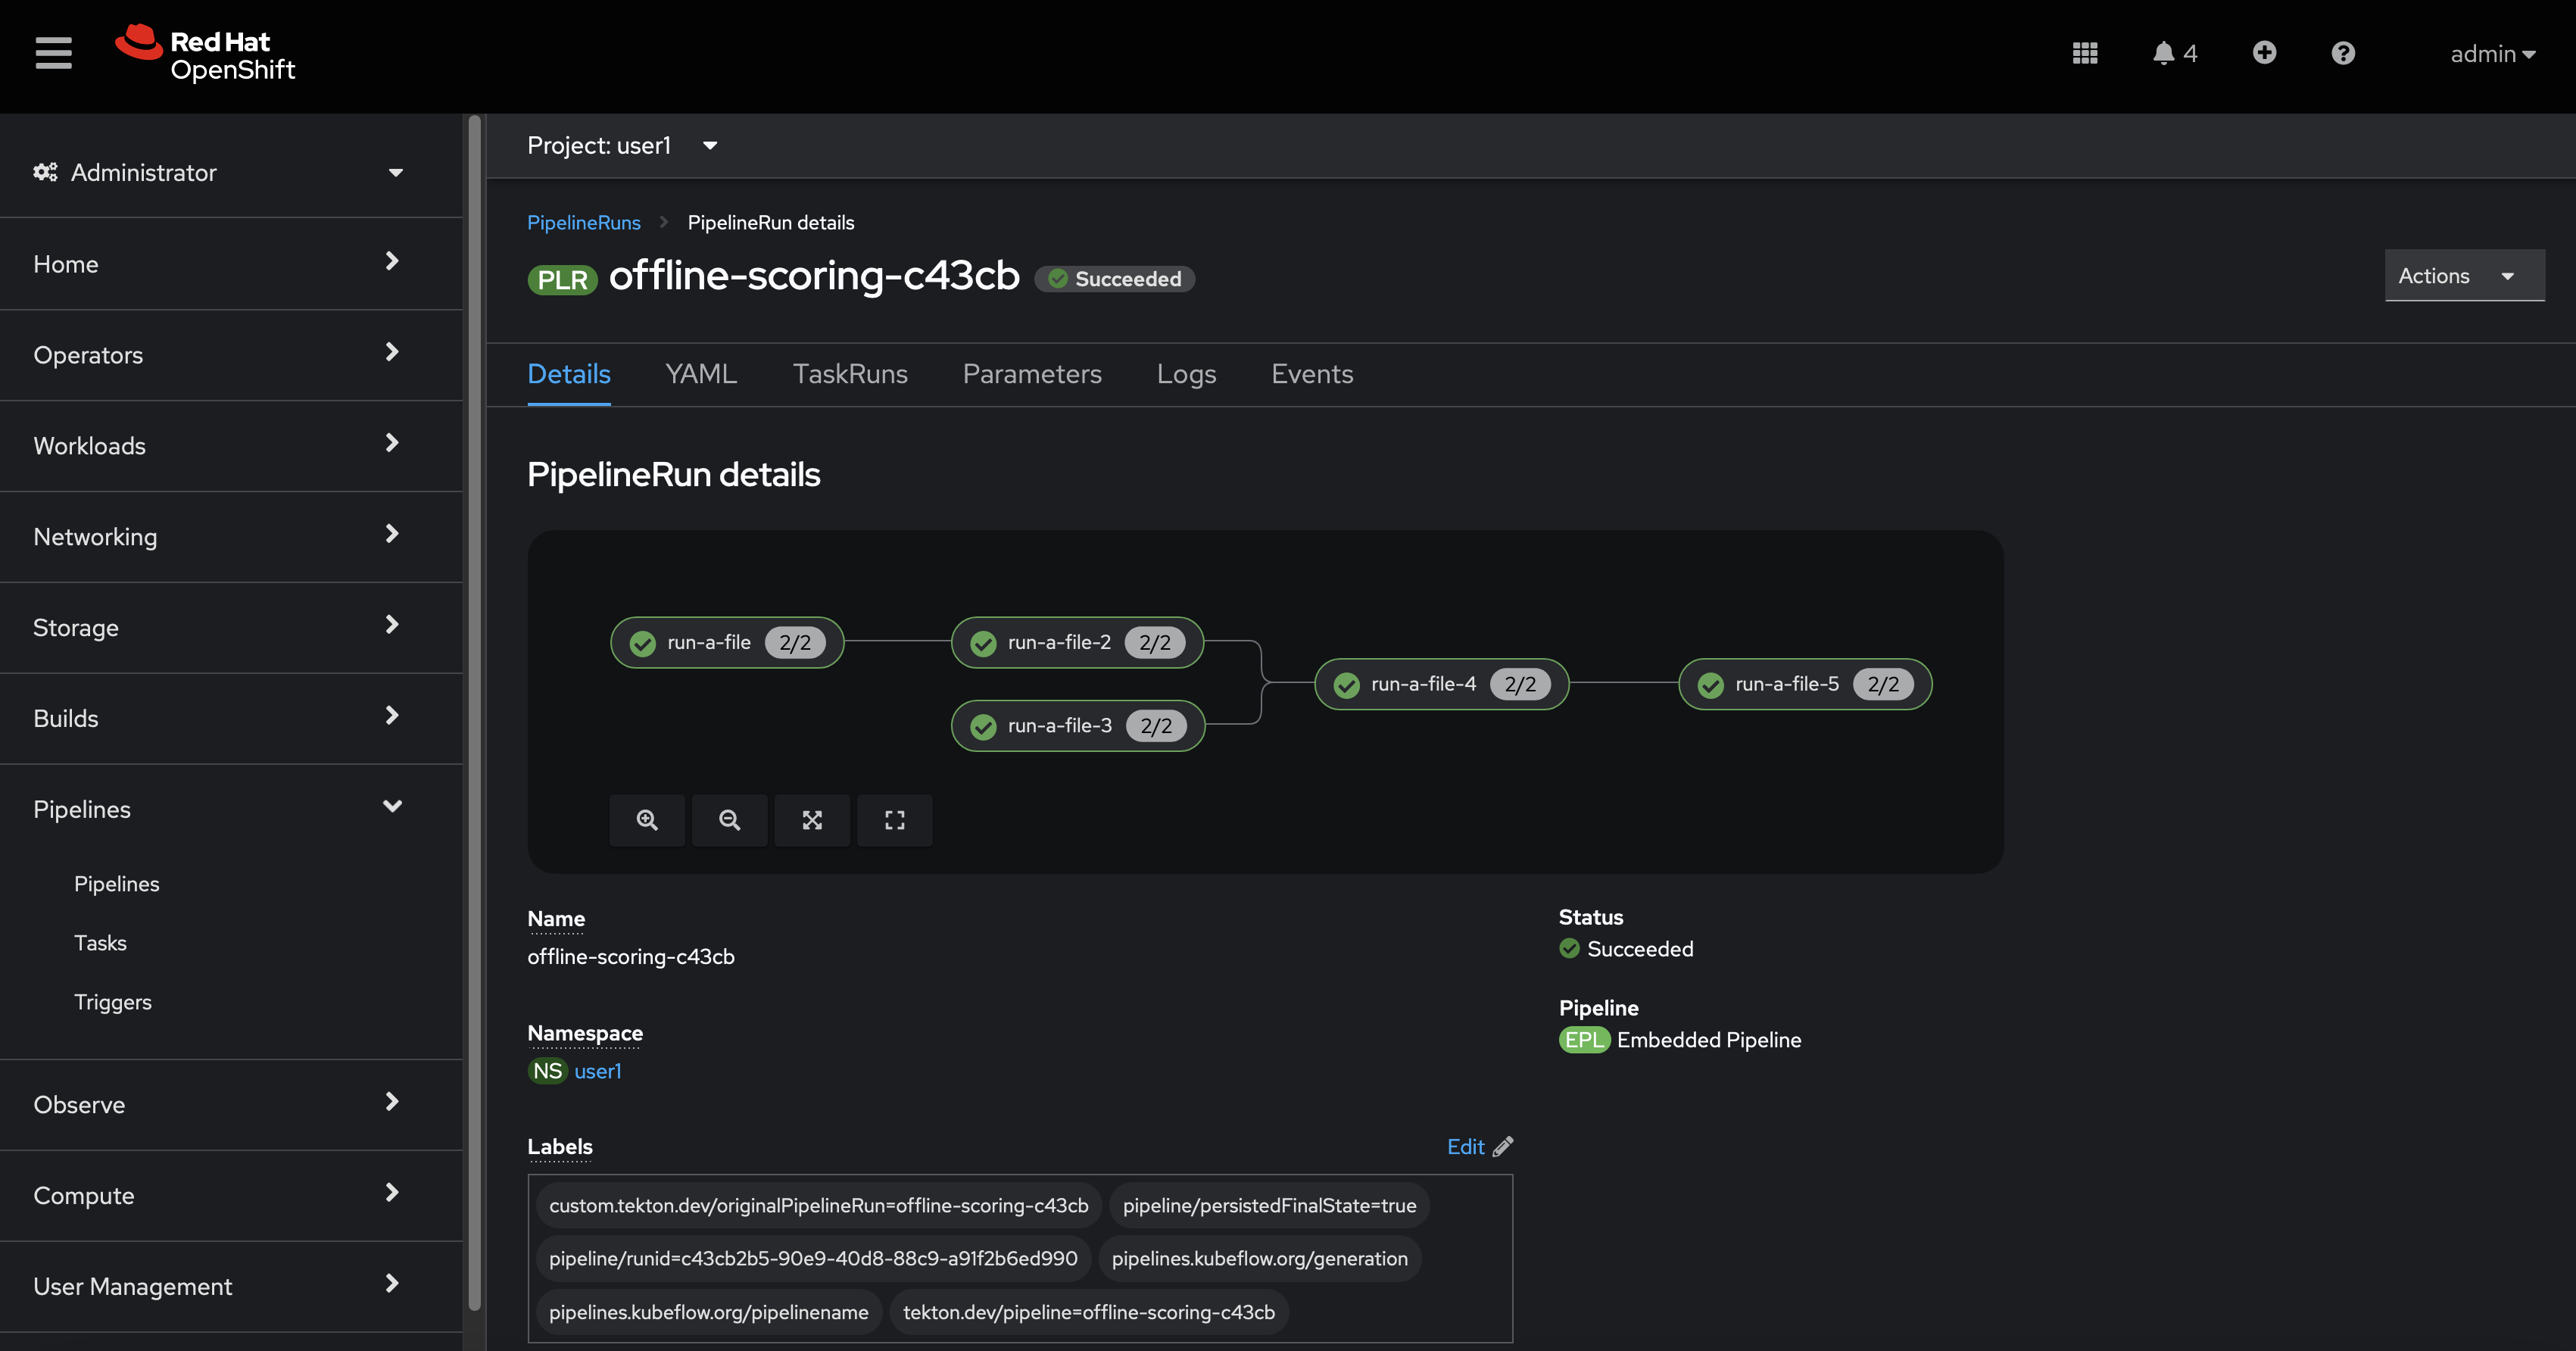 Red Hat
OpenShift
4
admin
Administrator
Home
Operators
Workloads
Networking
Storage
Builds
Pipelines
Pipelines
Tasks
Triggers
Observe
Compute
User Management
Project: user1
PipelineRuns
PipelineRun details
PLR offline-scoring-c43cb Succeeded
Actions
Details YAML TaskRuns Parameters Logs Events
PipelineRun details
run-a-file 2/2
run-a-file-2 2/2
run-a-file-3 2/2
run-a-file-4 2/2
run-a-file-5 2/2
Name
offline-scoring-c43cb
Namespace
NS user1
Labels
Edit
custom.tekton.dev/originalPipelineRun=offline-scoring-c43cb pipeline/persistedFinalState=true
pipeline/runid=c43cb2b5-90e9-40d8-88c9-a91f2b6ed990 pipelines.kubeflow.org/generation
pipelines.kubeflow.org/pipelinename tekton.dev/pipeline=offline-scoring-c43cb
Status
Succeeded
Pipeline
EPL Embedded Pipeline